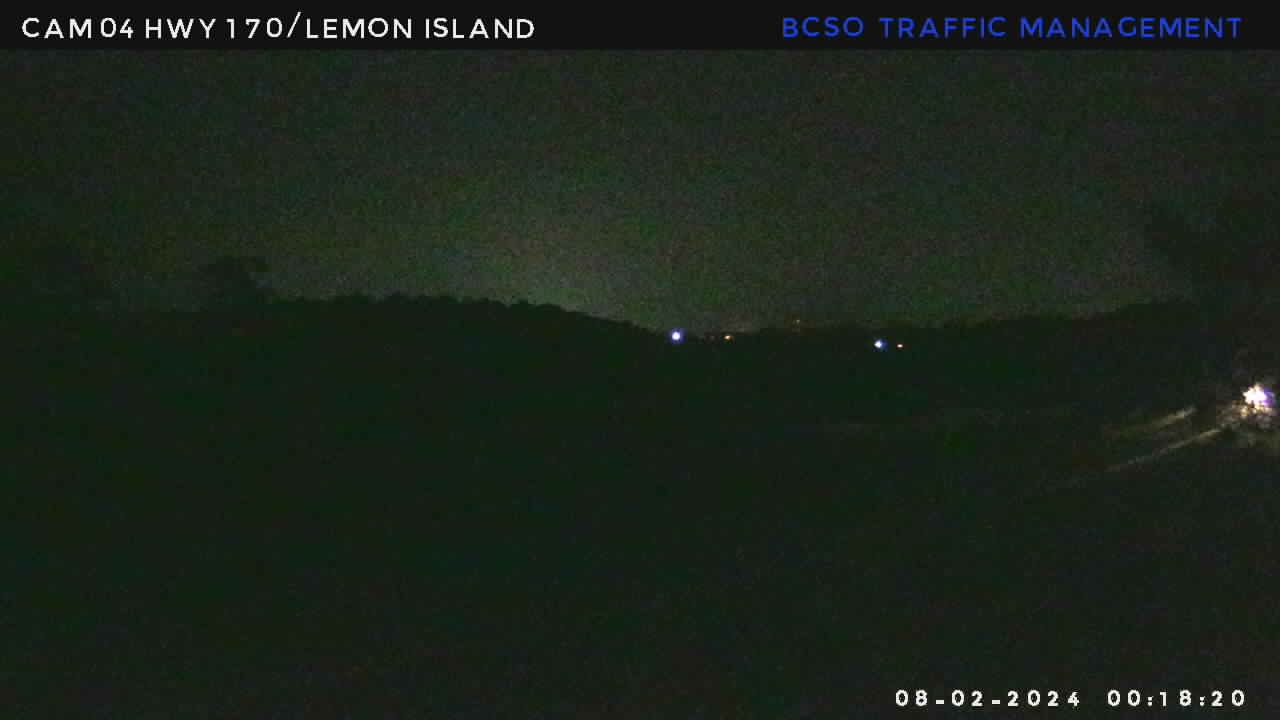 CAM04 HWY 170/LEMON ISLAND
BCSO TRAFFIC MANAGEMENT
08-02-2024 00:18:20